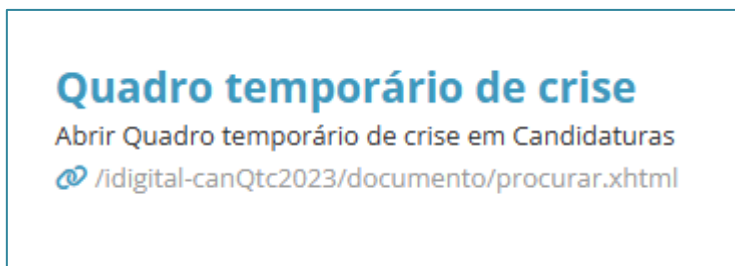 Quadro temporário de crise
Abrir Quadro temporário de crise em Candidaturas
/idigital-canQtc2023/documento/procurar.xhtml